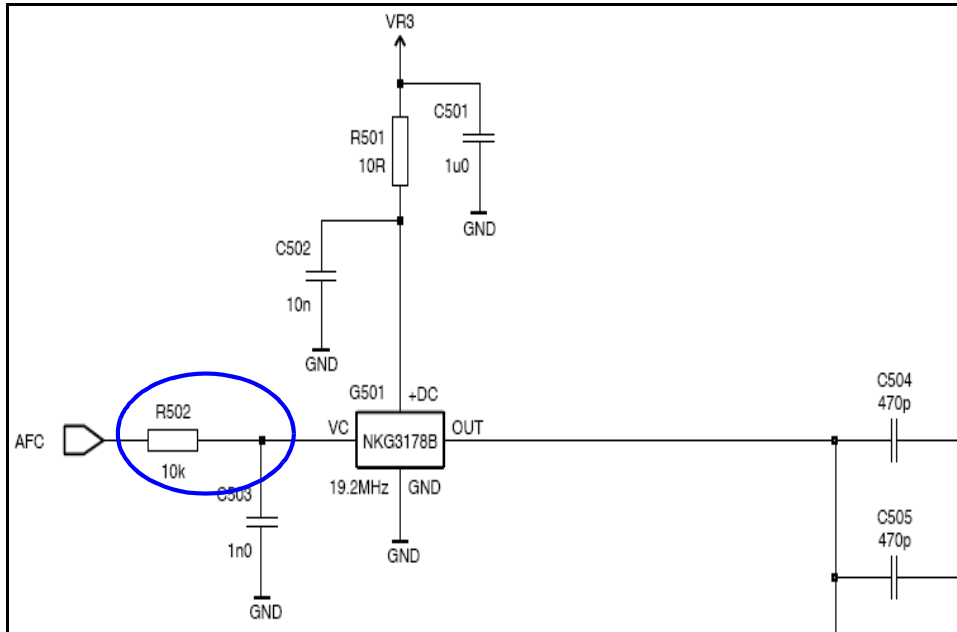 VR3
C501
1u0
GND
R501
10R
C502
10n
GND
G501
+DC
VC
NKG3178B
OUT
19.2MHz
GND
GND
AFC
R502
10k
C503
1n0
GND
C504
470p
C505
470p